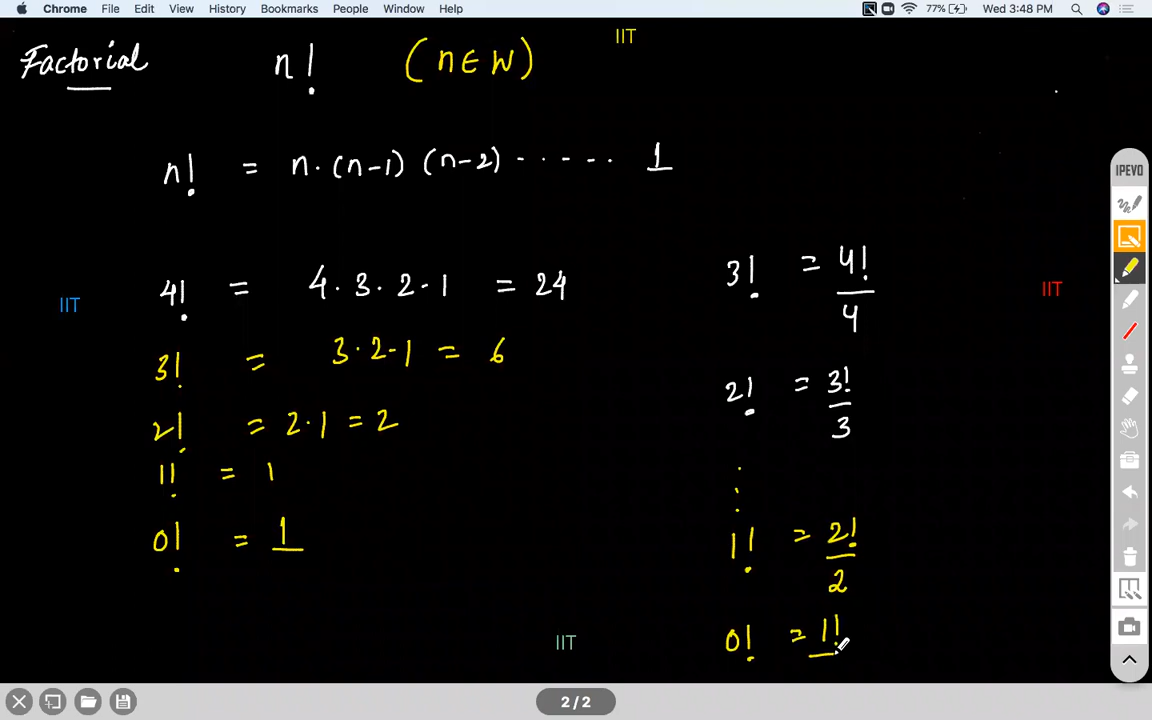 Chrome File Edit View History Bookmarks People Window Help 77% Wed 3:48 PM
IIT
Factorial n! (n∈W)
IPEVO
n! = n·(n-1) (n-2) ...... 1
4! = 4·3·2·1 = 24
3! = 3·2·1 = 6
2! = 2·1 = 2
1! = 1
0! = 1
3! = 4!/4
2! = 3!/3
⋮
1! = 2!/2
0! = 1!
IIT
IIT
IIT
2/2